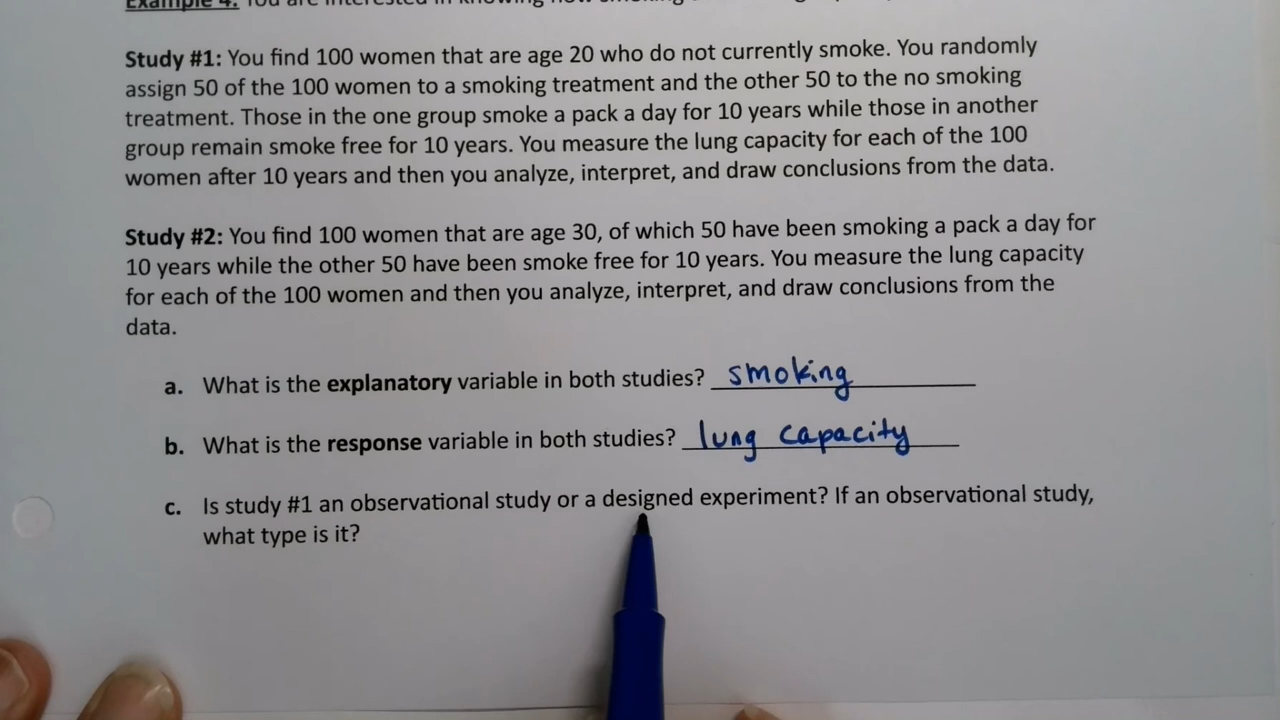 Example 4: You are interested in knowing how smoking
Study #1: You find 100 women that are age 20 who do not currently smoke. You randomly
assign 50 of the 100 women to a smoking treatment and the other 50 to the no smoking
treatment. Those in the one group smoke a pack a day for 10 years while those in another
group remain smoke free for 10 years. You measure the lung capacity for each of the 100
women after 10 years and then you analyze, interpret, and draw conclusions from the data.
Study #2: You find 100 women that are age 30, of which 50 have been smoking a pack a day for
10 years while the other 50 have been smoke free for 10 years. You measure the lung capacity
for each of the 100 women and then you analyze, interpret, and draw conclusions from the
data.
a. What is the explanatory variable in both studies? smoking
b. What is the response variable in both studies? lung capacity
c. Is study #1 an observational study or a designed experiment? If an observational study,
what type is it?